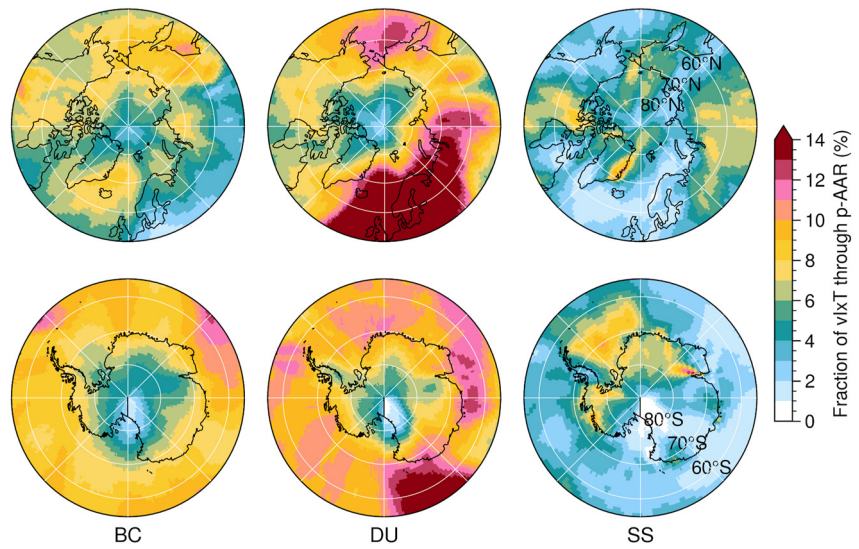 60°N
70°N
80°N
14
12
10
8
6
4
2
0
Fraction of vIxT through p-AAR (%)
80°S
70°S
60°S
BC DU SS